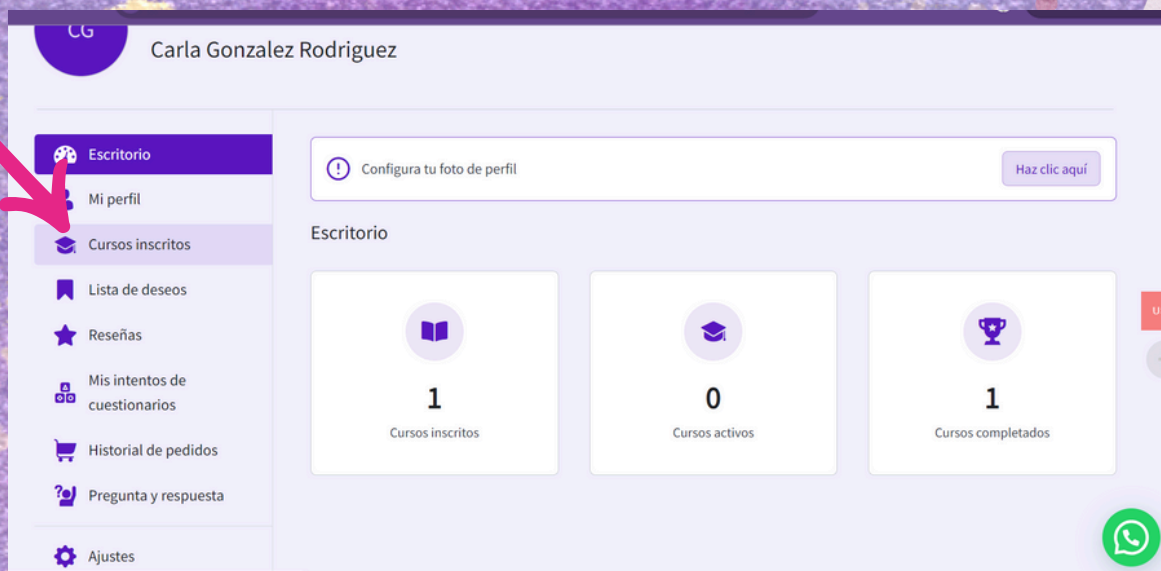 CG
Carla Gonzalez Rodriguez
Escritorio
Mi perfil
Cursos inscritos
Lista de deseos
Reseñas
Mis intentos de
cuestionarios
Historial de pedidos
Pregunta y respuesta
Ajustes
Configura tu foto de perfil
Haz clic aquí
Escritorio
1
Cursos inscritos
0
Cursos activos
1
Cursos completados